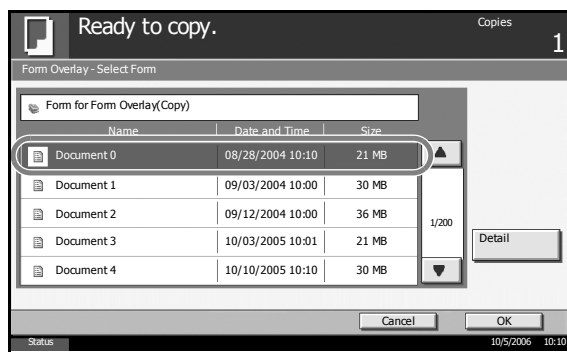 Ready to copy.
Copies
1
Form Overlay - Select Form
Form for Form Overlay(Copy)
Name Date and Time Size
Document 0 08/28/2004 10:10 21 MB
Document 1 09/03/2004 10:00 30 MB
Document 2 09/12/2004 10:00 36 MB
1/200
Document 3 10/03/2005 10:01 21 MB
Detail
Document 4 10/10/2005 10:10 30 MB
Cancel OK
Status 10/5/2006 10:10